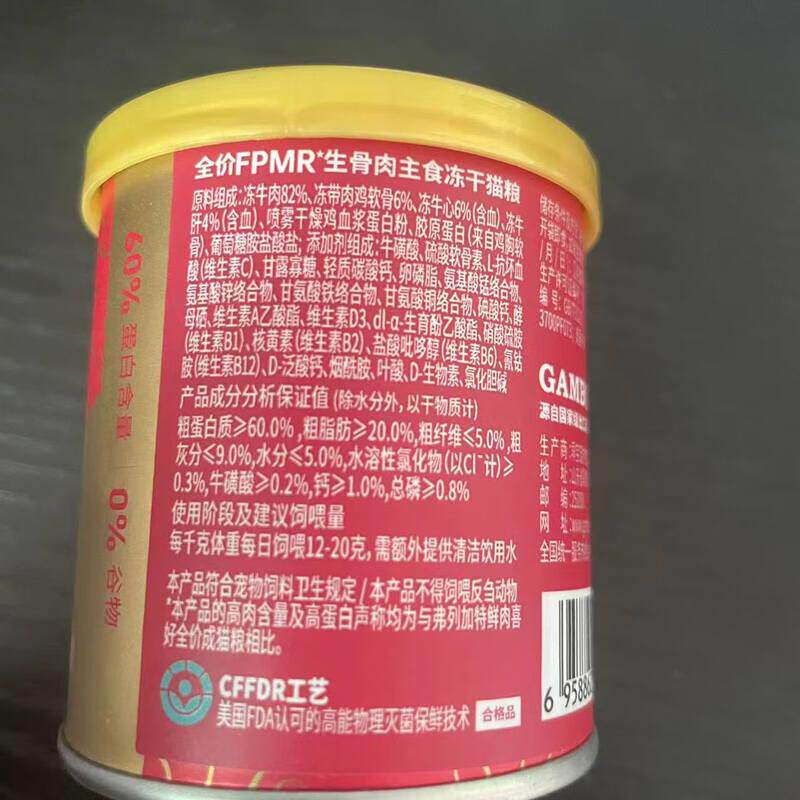 全价FPMR*生骨肉主食冻干猫粮
原料组成:冻牛肉82%、冻带肉鸡软骨6%、冻牛心6%(含血)、冻牛
肝4%(含血)、喷雾干燥鸡血浆蛋白粉、胶原蛋白(来自鸡胸软
骨)、葡萄糖胺盐酸盐; 添加剂组成:牛磺酸、硫酸软骨素、L-抗坏血
酸(维生素C)、甘露寡糖、轻质碳酸钙、卵磷脂、氨基酸锰络合物、
氨基酸锌络合物、甘氨酸铁络合物、甘氨酸铜络合物、碘酸钙、酵
母硒、维生素A乙酸酯、维生素D3、dl-α-生育酚乙酸酯、硝酸硫胺
(维生素B1)、核黄素(维生素B2)、盐酸吡哆醇(维生素B6)、氰钴
胺(维生素B12)、D-泛酸钙、烟酰胺、叶酸、D-生物素、氯化胆碱
产品成分分析保证值 (除水分外, 以干物质计)
粗蛋白质≥60.0% , 粗脂肪≥20.0%, 粗纤维≤5.0% , 粗
灰分≤9.0%, 水分≤5.0%, 水溶性氯化物 (以Cl⁻计) ≥
0.3%, 牛磺酸≥0.2%, 钙≥1.0%, 总磷≥0.8%
使用阶段及建议饲喂量
每千克体重每日饲喂12-20克, 需额外提供清洁饮用水
本产品符合宠物饲料卫生规定 / 本产品不得饲喂反刍动物
*本产品的高肉含量及高蛋白声称均为与弗列加特鲜肉喜
好全价成猫粮相比。
CFFDR工艺
美国FDA认可的高能物理灭菌保鲜技术
合格品
60% 蛋白含量
0% 谷物
3700PF073
GAMB
源自国家
生产商:
地 址:
邮 编:
网 址:
全国统一服务
6 95886